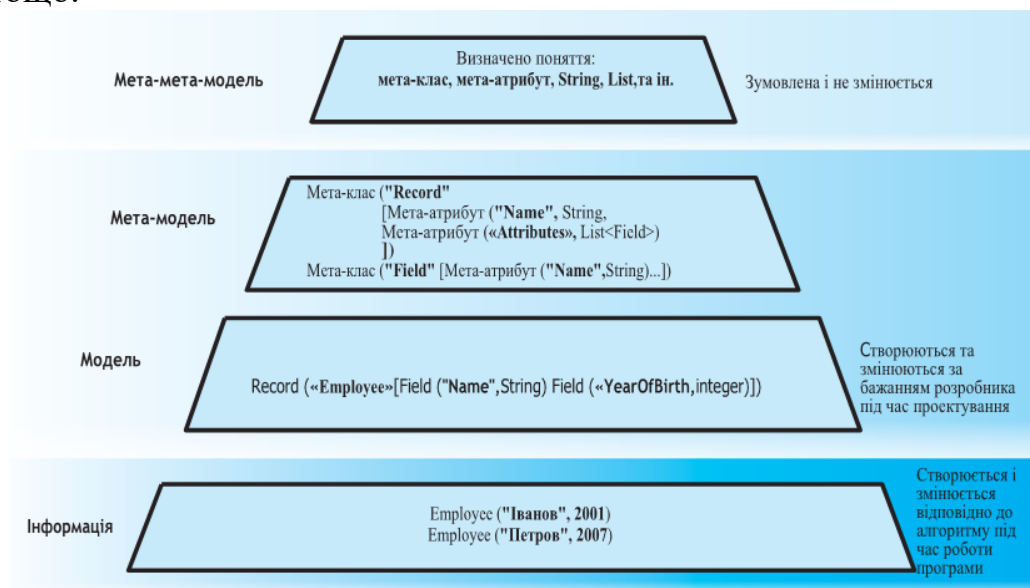 Мета-мета-модель
Визначено поняття:
мета-клас, мета-атрибут, String, List,та ін.
Зумовлена і не змінюється
Мета-модель
Мета-клас ("Record"
[Мета-атрибут ("Name", String,
Мета-атрибут («Attributes», List<Field>)
])
Мета-клас ("Field" [Мета-атрибут ("Name",String)...])
Модель
Record («Employee»[Field ("Name",String) Field («YearOfBirth,integer)])
Створюються та
змінюються за
бажанням розробника
під час проектування
Інформація
Employee ("Іванов", 2001)
Employee ("Петров", 2007)
Створюється і
змінюється
відповідно до
алгоритму під
час роботи
програми